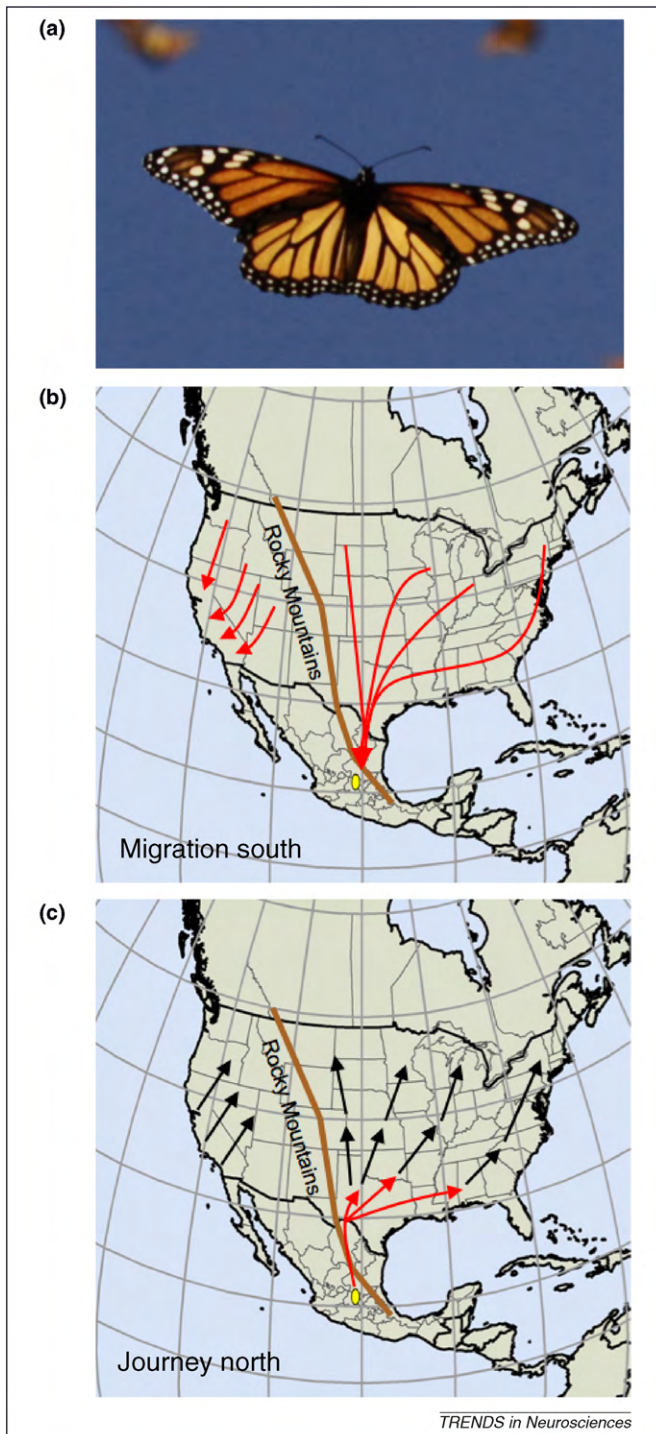 (a)
(b)
Rocky Mountains
Migration south
(c)
Rocky Mountains
Journey north
TRENDS in Neurosciences